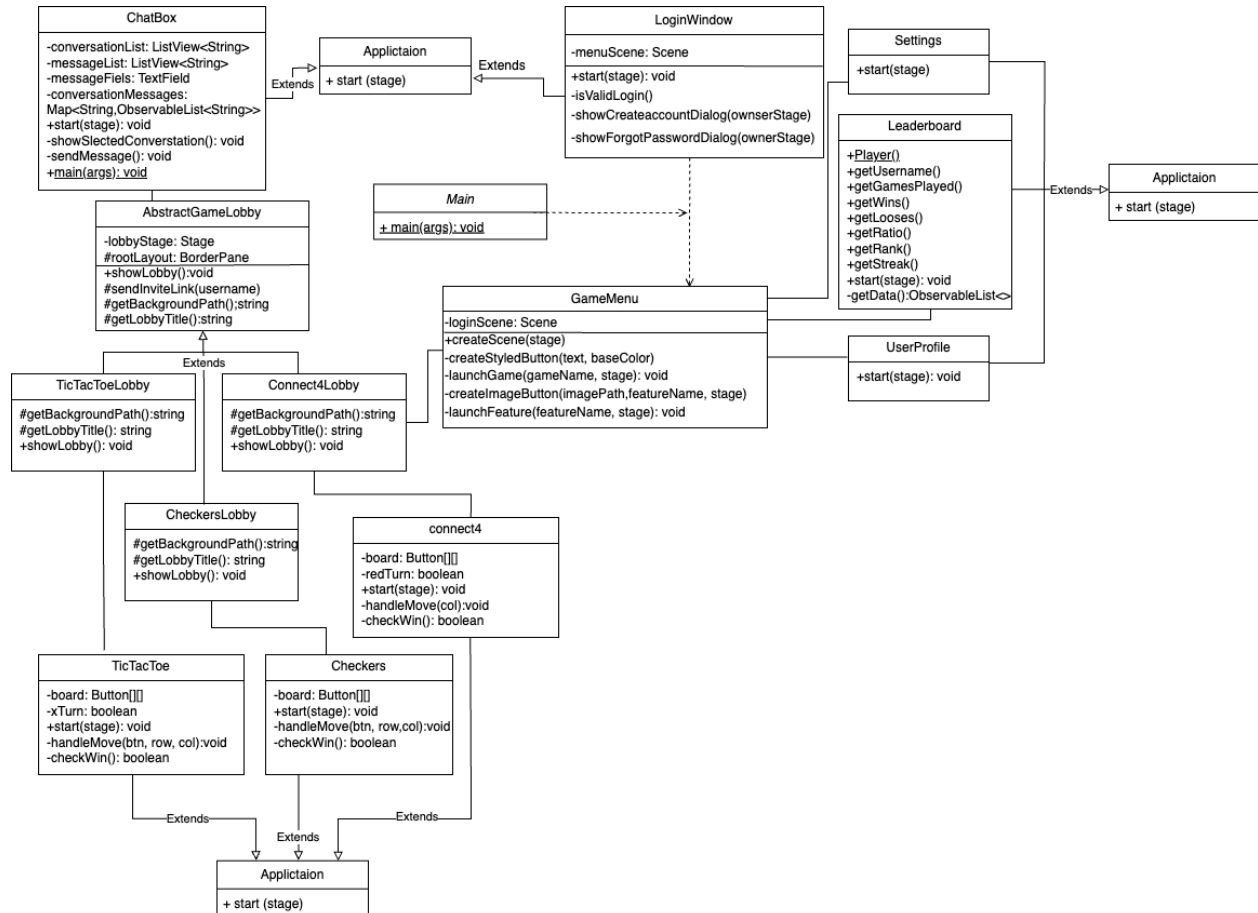 ChatBox
-conversationList: ListView<String>
-messageList: ListView<String>
-messageFiels: TextField
-conversationMessages:
Map<String,ObservableList<String>>
+start(stage): void
-showSlectedConverstation(): void
-sendMessage(): void
+main(args): void
Extends
Applictaion
+ start (stage)
Extends
LoginWindow
-menuScene: Scene
+start(stage): void
-isValidLogin()
-showCreateaccountDialog(ownserStage)
-showForgotPasswordDialog(ownerStage)
Settings
+start(stage)
Leaderboard
+Player()
+getUsername()
+getGamesPlayed()
+getWins()
+getLooses()
+getRatio()
+getRank()
+getStreak()
+start(stage): void
-getData():ObservableList<>
Extends
Applictaion
+ start (stage)
Main
+ main(args): void
AbstractGameLobby
-lobbyStage: Stage
#rootLayout: BorderPane
+showLobby():void
#sendInviteLink(username)
#getBackgroundPath();string
#getLobbyTitle():string
GameMenu
-loginScene: Scene
+createScene(stage)
-createStyledButton(text, baseColor)
-launchGame(gameName, stage): void
-createImageButton(imagePath,featureName, stage)
-launchFeature(featureName, stage): void
UserProfile
+start(stage): void
Extends
TicTacToeLobby
#getBackgroundPath():string
#getLobbyTitle(): string
+showLobby(): void
Connect4Lobby
#getBackgroundPath():string
#getLobbyTitle(): string
+showLobby(): void
CheckersLobby
#getBackgroundPath():string
#getLobbyTitle(): string
+showLobby(): void
connect4
-board: Button[][]
-redTurn: boolean
+start(stage): void
-handleMove(col):void
-checkWin(): boolean
TicTacToe
-board: Button[][]
-xTurn: boolean
+start(stage): void
-handleMove(btn, row, col):void
-checkWin(): boolean
Checkers
-board: Button[][]
+start(stage): void
-handleMove(btn, row,col):void
-checkWin(): boolean
Extends
Extends
Extends
Applictaion
+ start (stage)